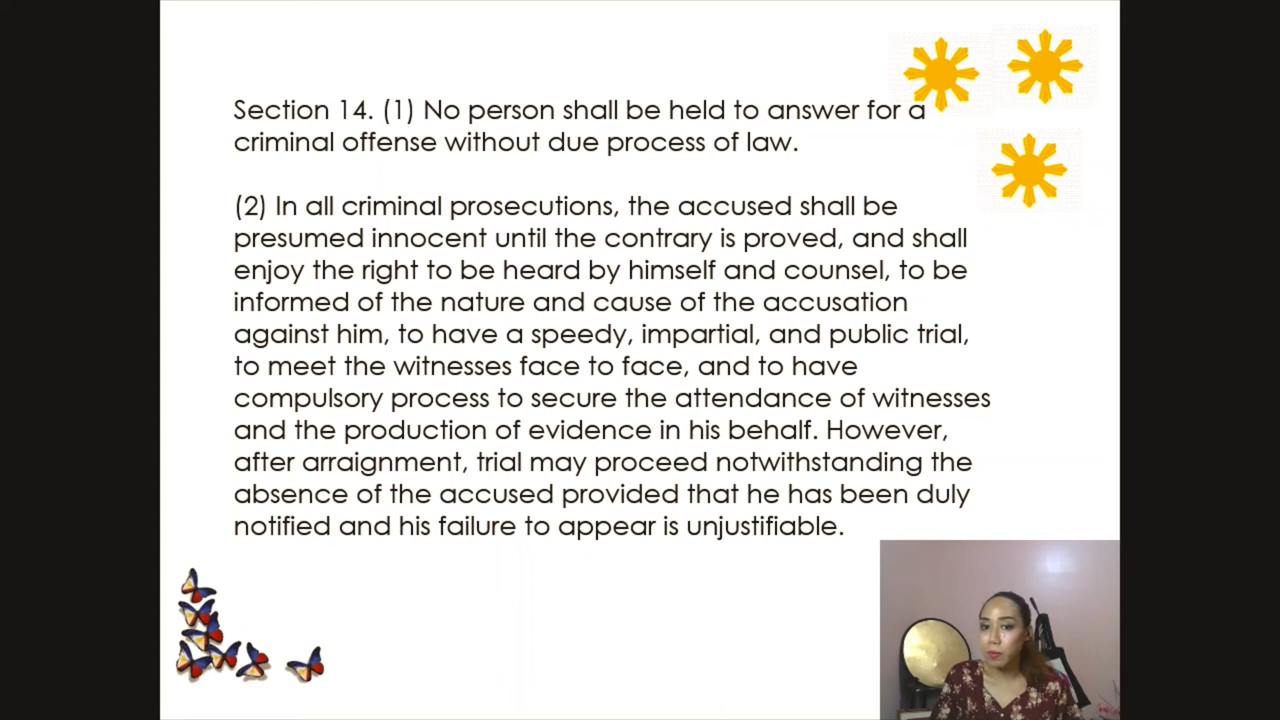 Section 14. (1) No person shall be held to answer for a
criminal offense without due process of law.
(2) In all criminal prosecutions, the accused shall be
presumed innocent until the contrary is proved, and shall
enjoy the right to be heard by himself and counsel, to be
informed of the nature and cause of the accusation
against him, to have a speedy, impartial, and public trial,
to meet the witnesses face to face, and to have
compulsory process to secure the attendance of witnesses
and the production of evidence in his behalf. However,
after arraignment, trial may proceed notwithstanding the
absence of the accused provided that he has been duly
notified and his failure to appear is unjustifiable.